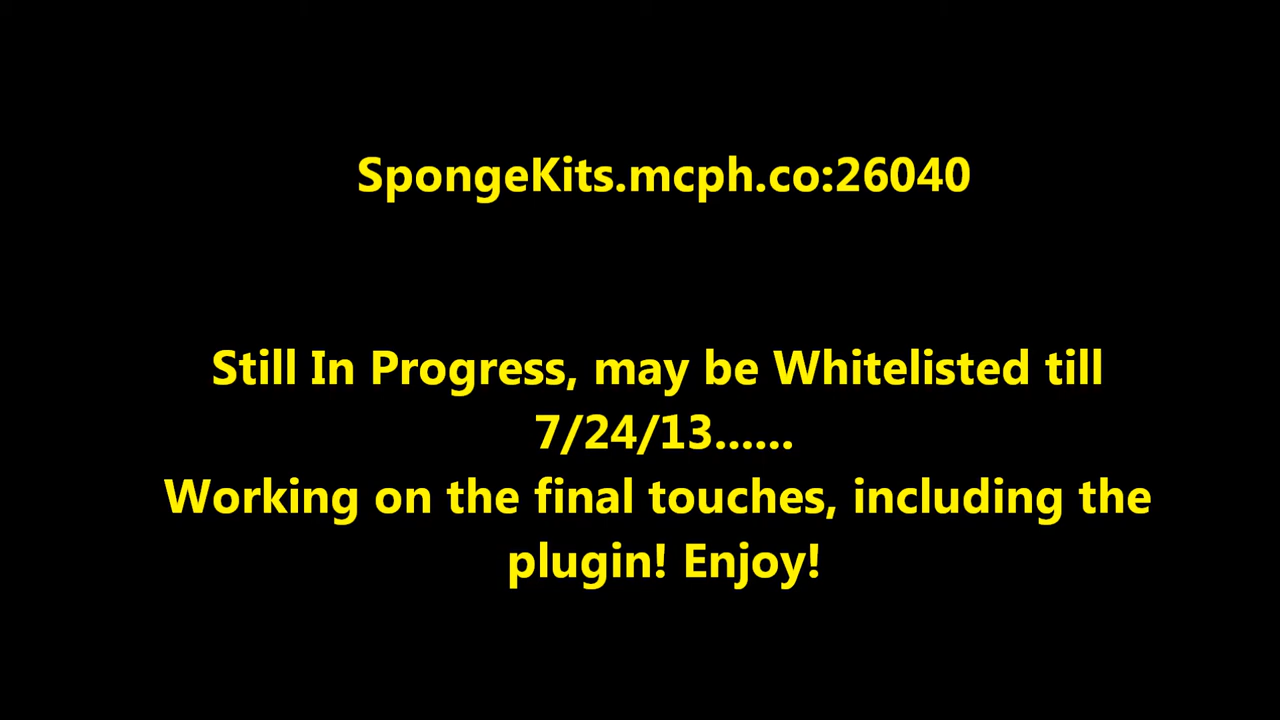 SpongeKits.mcph.co:26040
Still In Progress, may be Whitelisted till
7/24/13......
Working on the final touches, including the
plugin! Enjoy!